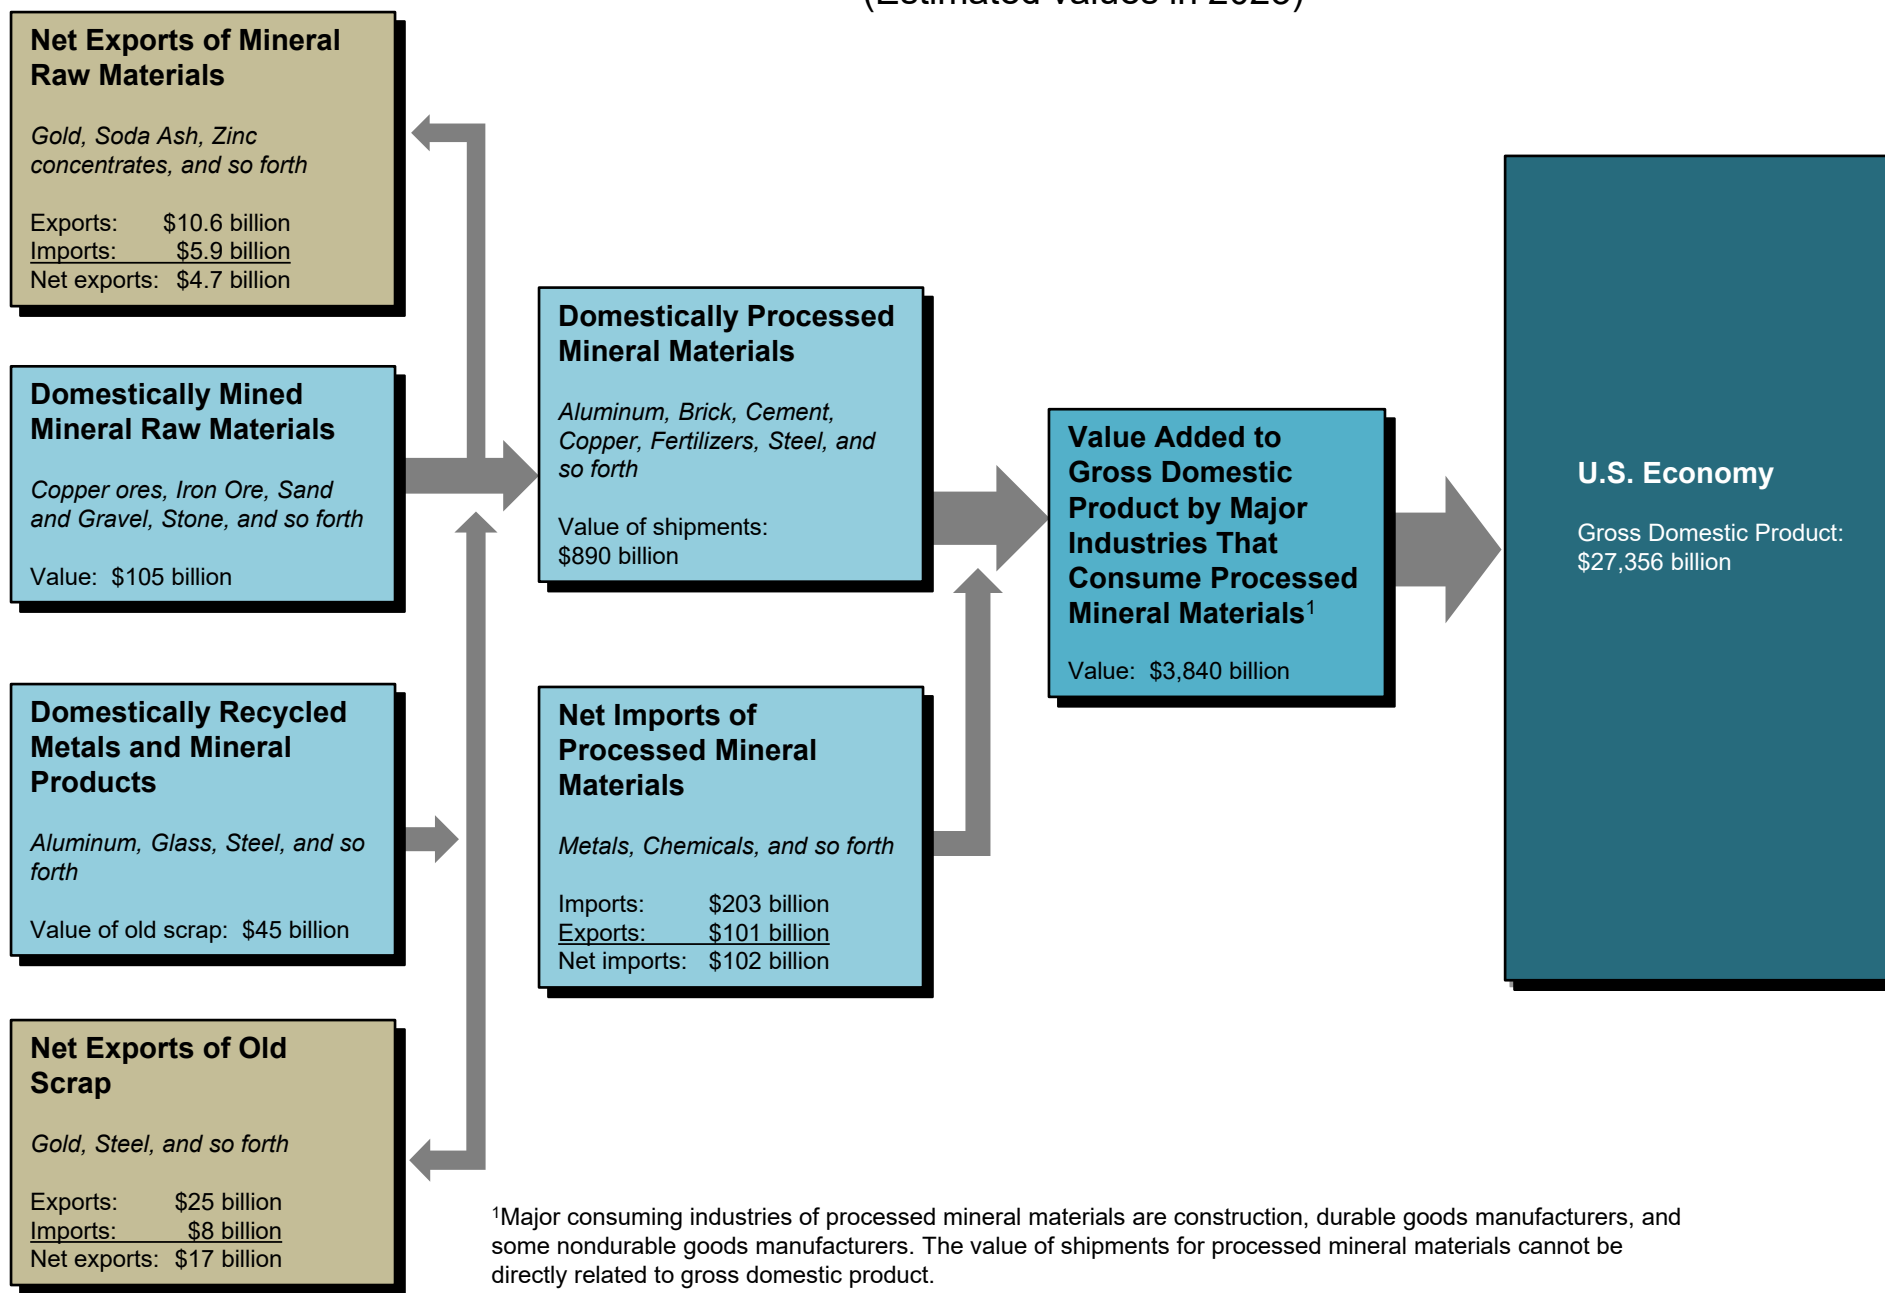 (Estimated values in 2023)
Net Exports of Mineral
Raw Materials
Gold, Soda Ash, Zinc
concentrates, and so forth
Exports: $10.6 billion
Imports: $5.9 billion
Net exports: $4.7 billion
Domestically Mined
Mineral Raw Materials
Copper ores, Iron Ore, Sand
and Gravel, Stone, and so forth
Value: $105 billion
Domestically Recycled
Metals and Mineral
Products
Aluminum, Glass, Steel, and so
forth
Value of old scrap: $45 billion
Net Exports of Old
Scrap
Gold, Steel, and so forth
Exports: $25 billion
Imports: $8 billion
Net exports: $17 billion
Domestically Processed
Mineral Materials
Aluminum, Brick, Cement,
Copper, Fertilizers, Steel, and
so forth
Value of shipments:
$890 billion
Net Imports of
Processed Mineral
Materials
Metals, Chemicals, and so forth
Imports: $203 billion
Exports: $101 billion
Net imports: $102 billion
Value Added to
Gross Domestic
Product by Major
Industries That
Consume Processed
Mineral Materials¹
Value: $3,840 billion
U.S. Economy
Gross Domestic Product:
$27,356 billion
¹Major consuming industries of processed mineral materials are construction, durable goods manufacturers, and
some nondurable goods manufacturers. The value of shipments for processed mineral materials cannot be
directly related to gross domestic product.